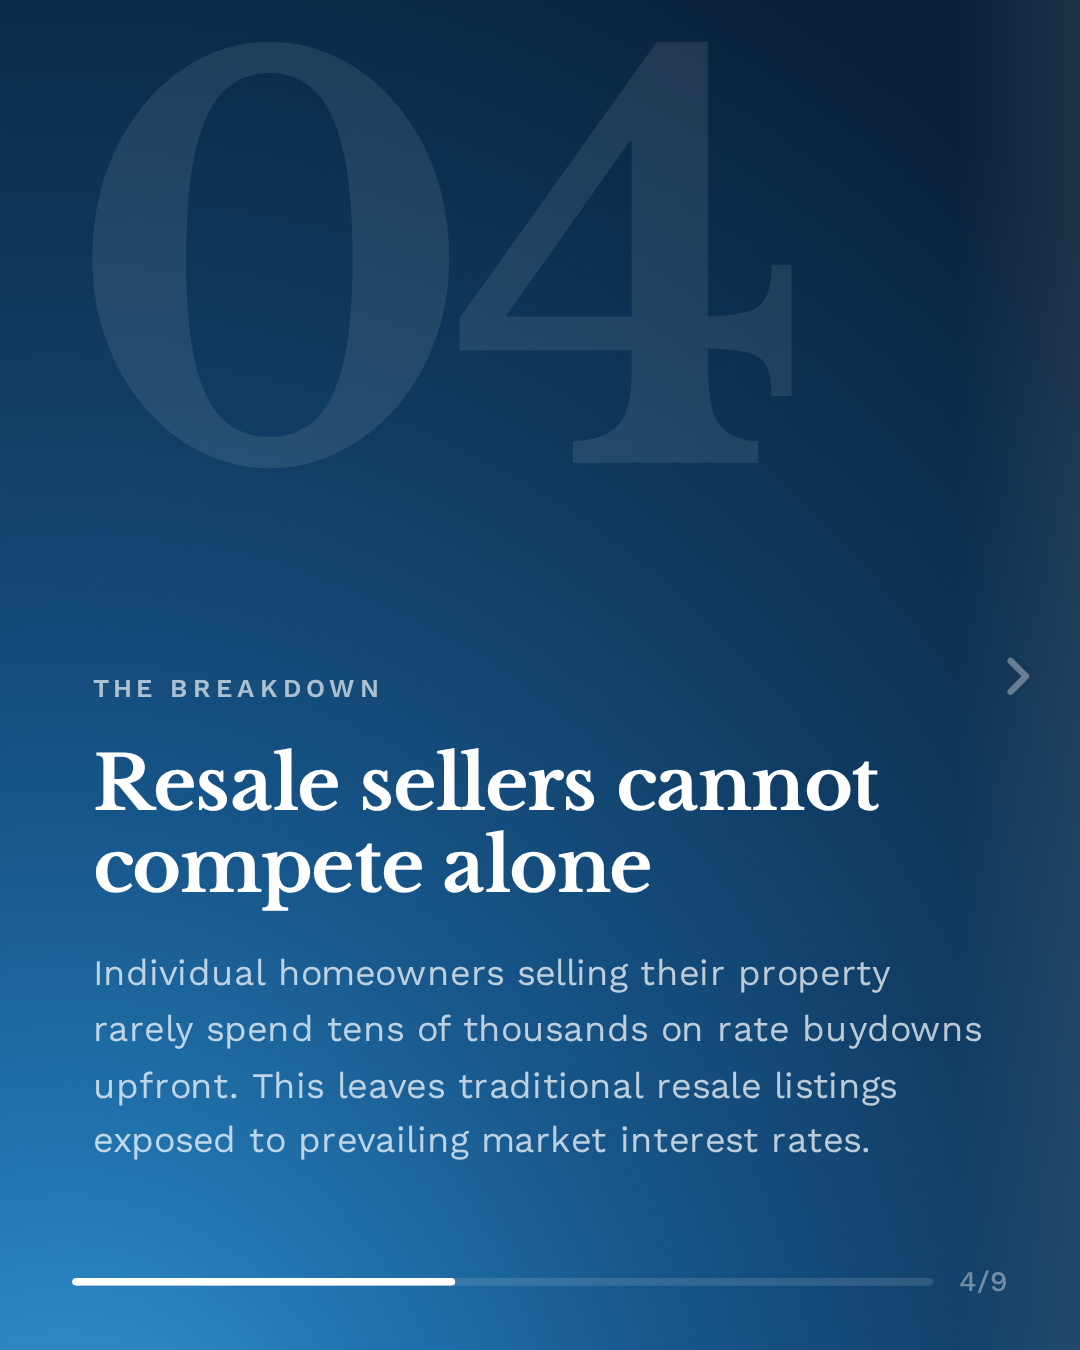 04
THE BREAKDOWN
Resale sellers cannot
compete alone
Individual homeowners selling their property
rarely spend tens of thousands on rate buydowns
upfront. This leaves traditional resale listings
exposed to prevailing market interest rates.
4/9